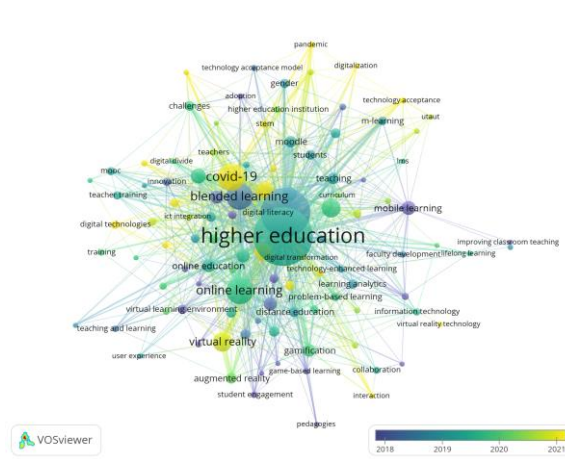 pandemic
technology acceptance model
digitalization
gender
adoption
technology acceptance
challenges
higher education institution
utaut
stem
m-learning
moodle
teachers
students
lms
digital divide
mooc
covid-19
teaching
innovation
teacher training
blended learning
curriculum
mobile learning
ict integration
digital literacy
digital technologies
higher education
improving classroom teaching
training
digital transformation
faculty development
lifelong learning
online education
technology-enhanced learning
learning analytics
online learning
problem-based learning
virtual learning environment
distance education
information technology
virtual reality technology
teaching and learning
virtual reality
gamification
user experience
game-based learning
collaboration
augmented reality
student engagement
interaction
pedagogies
VOSviewer
2018 2019 2020 2021